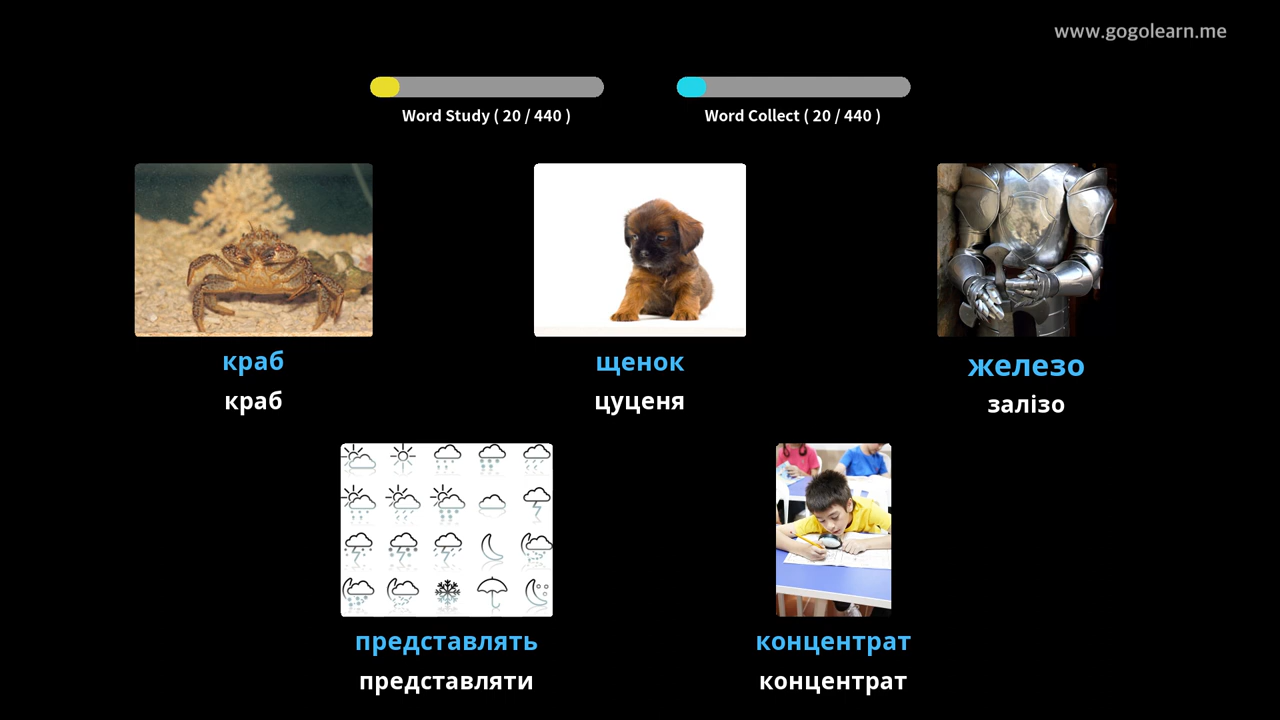 www.gogolearn.me
Word Study ( 20 / 440 )
Word Collect ( 20 / 440 )
краб
краб
щенок
цуценя
железо
залізо
представлять
представляти
концентрат
концентрат